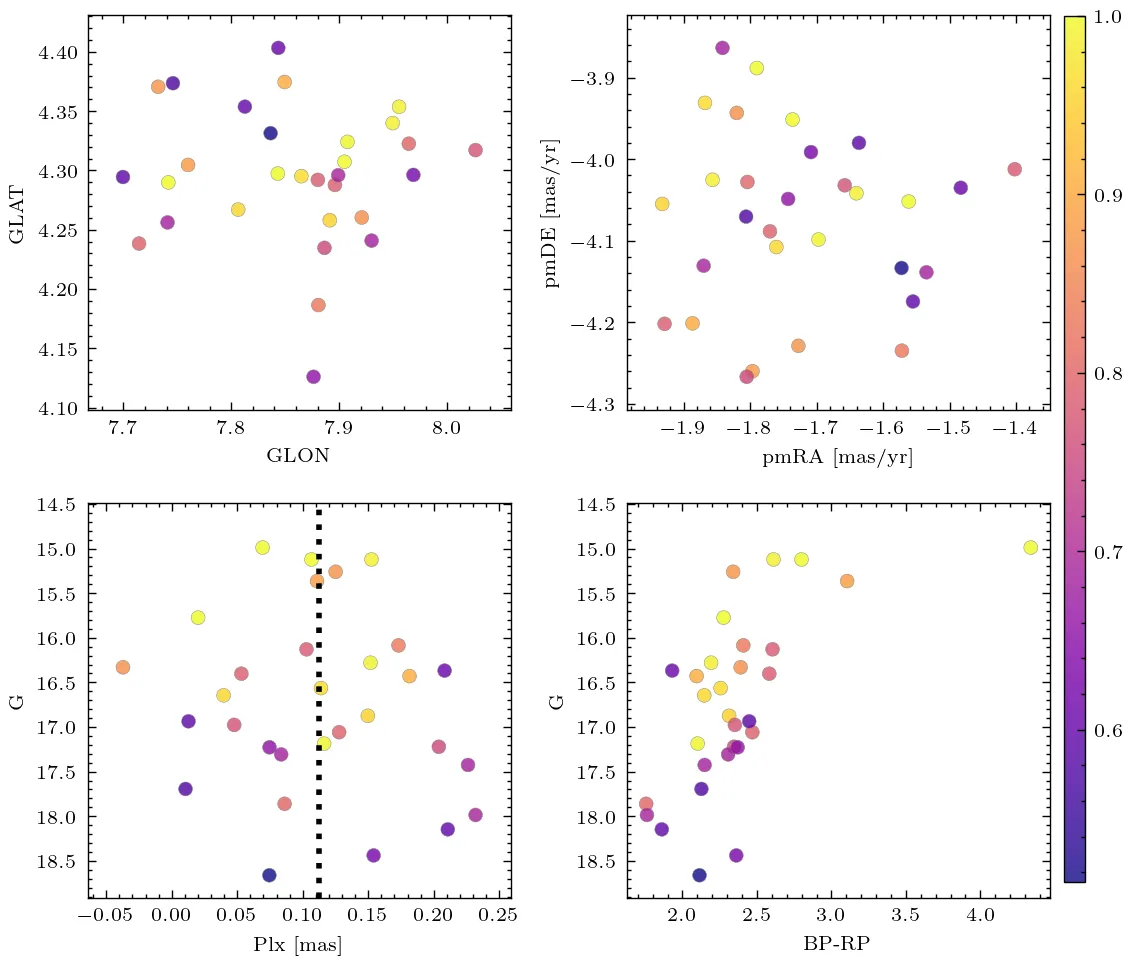 4.40
4.35
4.30
4.25
4.20
4.15
4.10
GLAT
7.7 7.8 7.9 8.0
GLON
−3.9
−4.0
−4.1
−4.2
−4.3
pmDE [mas/yr]
−1.9 −1.8 −1.7 −1.6 −1.5 −1.4
pmRA [mas/yr]
1.0
0.9
0.8
0.7
0.6
14.5
15.0
15.5
16.0
16.5
17.0
17.5
18.0
18.5
G
−0.05 0.00 0.05 0.10 0.15 0.20 0.25
Plx [mas]
14.5
15.0
15.5
16.0
16.5
17.0
17.5
18.0
18.5
G
2.0 2.5 3.0 3.5 4.0
BP-RP